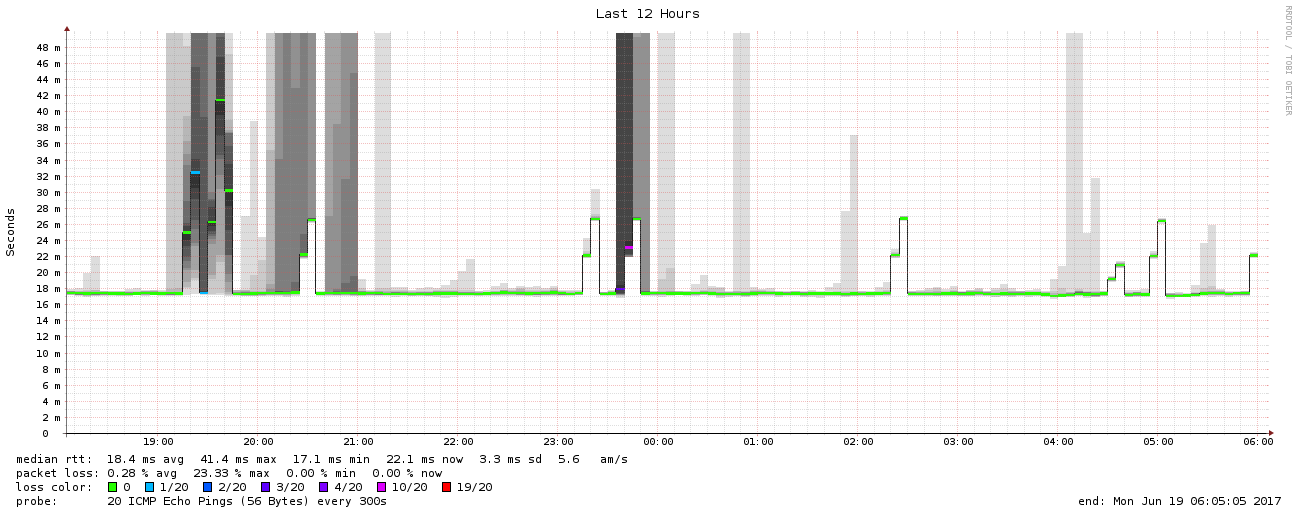 Last 12 Hours
RRDTOOL / TOBI OETIKER
Seconds
48 m
46 m
44 m
42 m
40 m
38 m
36 m
34 m
32 m
30 m
28 m
26 m
24 m
22 m
20 m
18 m
16 m
14 m
12 m
10 m
8 m
6 m
4 m
2 m
0
19:00 20:00 21:00 22:00 23:00 00:00 01:00 02:00 03:00 04:00 05:00 06:00
median rtt: 18.4 ms avg 41.4 ms max 17.1 ms min 22.1 ms now 3.3 ms sd 5.6 am/s
packet loss: 0.28 % avg 23.33 % max 0.00 % min 0.00 % now
loss color: 0 1/20 2/20 3/20 4/20 10/20 19/20
probe: 20 ICMP Echo Pings (56 Bytes) every 300s end: Mon Jun 19 06:05:05 2017